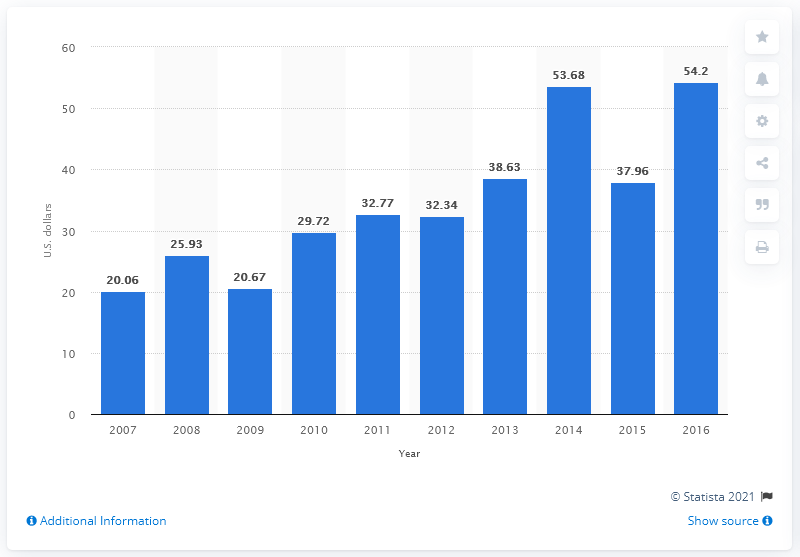 60
50
40
30
20
10
0
U.S. dollars
20.06
25.93
20.67
29.72
32.77
32.34
38.63
53.68
37.96
54.2
2007 2008 2009 2010 2011 2012 2013 2014 2015 2016
Year
© Statista 2021
Additional Information
Show source